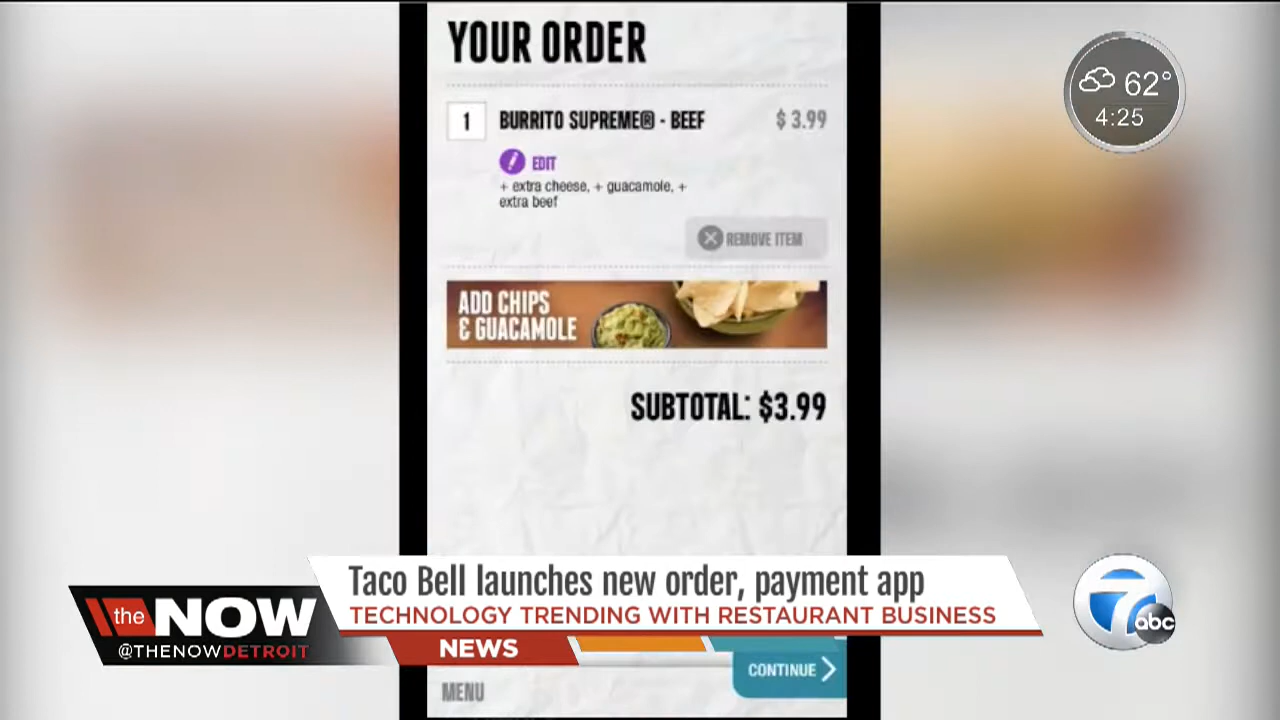 YOUR ORDER
1 BURRITO SUPREME® - BEEF $ 3.99
EDIT
+ extra cheese, + guacamole, +
extra beef
REMOVE ITEM
ADD CHIPS
& GUACAMOLE
SUBTOTAL: $3.99
62°
4:25
Taco Bell launches new order, payment app
TECHNOLOGY TRENDING WITH RESTAURANT BUSINESS
the NOW
@THENOWDETROIT
NEWS
CONTINUE
MENU
7
abc